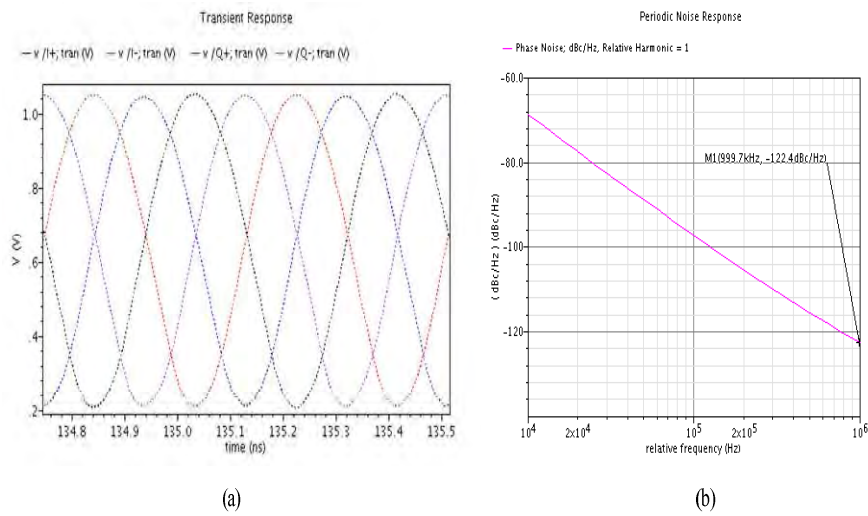 Transient Response
v /I+; tran (V) v /I-; tran (V) v /Q+; tran (V) v /Q-; tran (V)
1.0
.8
.6
.4
.2
V (V)
134.8 134.9 135.0 135.1 135.2 135.3 135.4 135.5
time (ns)
(a)
Periodic Noise Response
Phase Noise; dBc/Hz, Relative Harmonic = 1
-60.0
-80.0
-100
-120
( dBc/Hz ) (dBc/Hz)
M1(999.7kHz, -122.4dBc/Hz)
10^4 2x10^4 10^5 2x10^5 10^6
relative frequency (Hz)
(b)